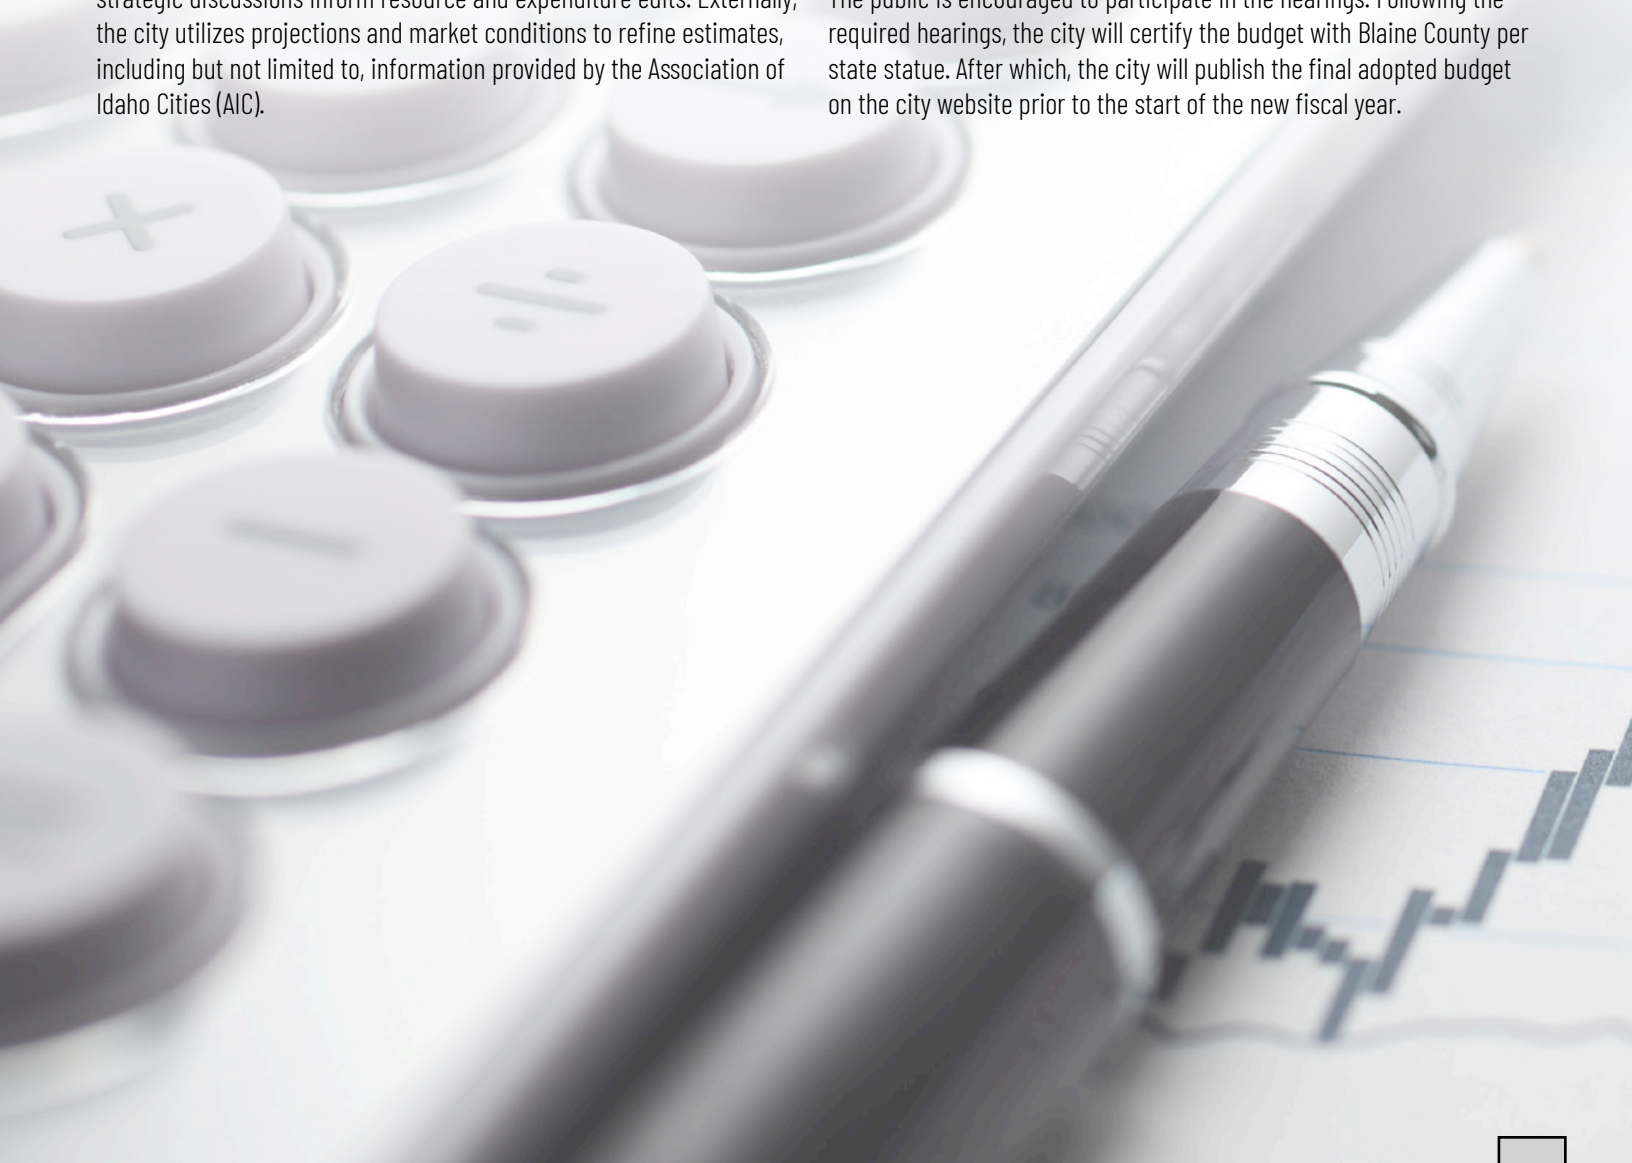 strategic discussions inform resource and expenditure edits. Externally,
the city utilizes projections and market conditions to refine estimates,
including but not limited to, information provided by the Association of
Idaho Cities (AIC).
The public is encouraged to participate in the hearings. Following the
required hearings, the city will certify the budget with Blaine County per
state statue. After which, the city will publish the final adopted budget
on the city website prior to the start of the new fiscal year.